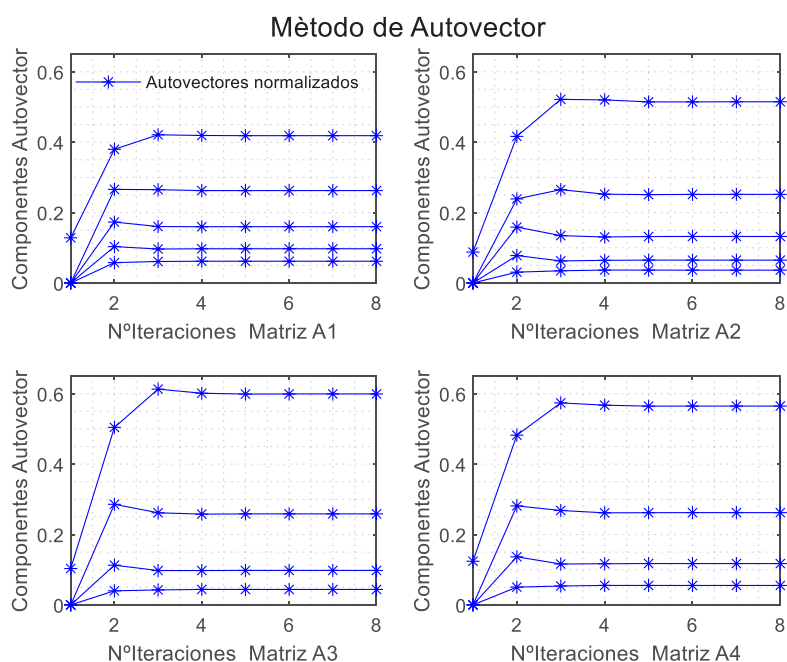 Mètodo de Autovector
Componentes Autovector
0.6
0.4
0.2
0
Autovectores normalizados
2 4 6 8
NºIteraciones Matriz A1
Componentes Autovector
0.6
0.4
0.2
0
2 4 6 8
NºIteraciones Matriz A2
Componentes Autovector
0.6
0.4
0.2
0
2 4 6 8
NºIteraciones Matriz A3
Componentes Autovector
0.6
0.4
0.2
0
2 4 6 8
NºIteraciones Matriz A4